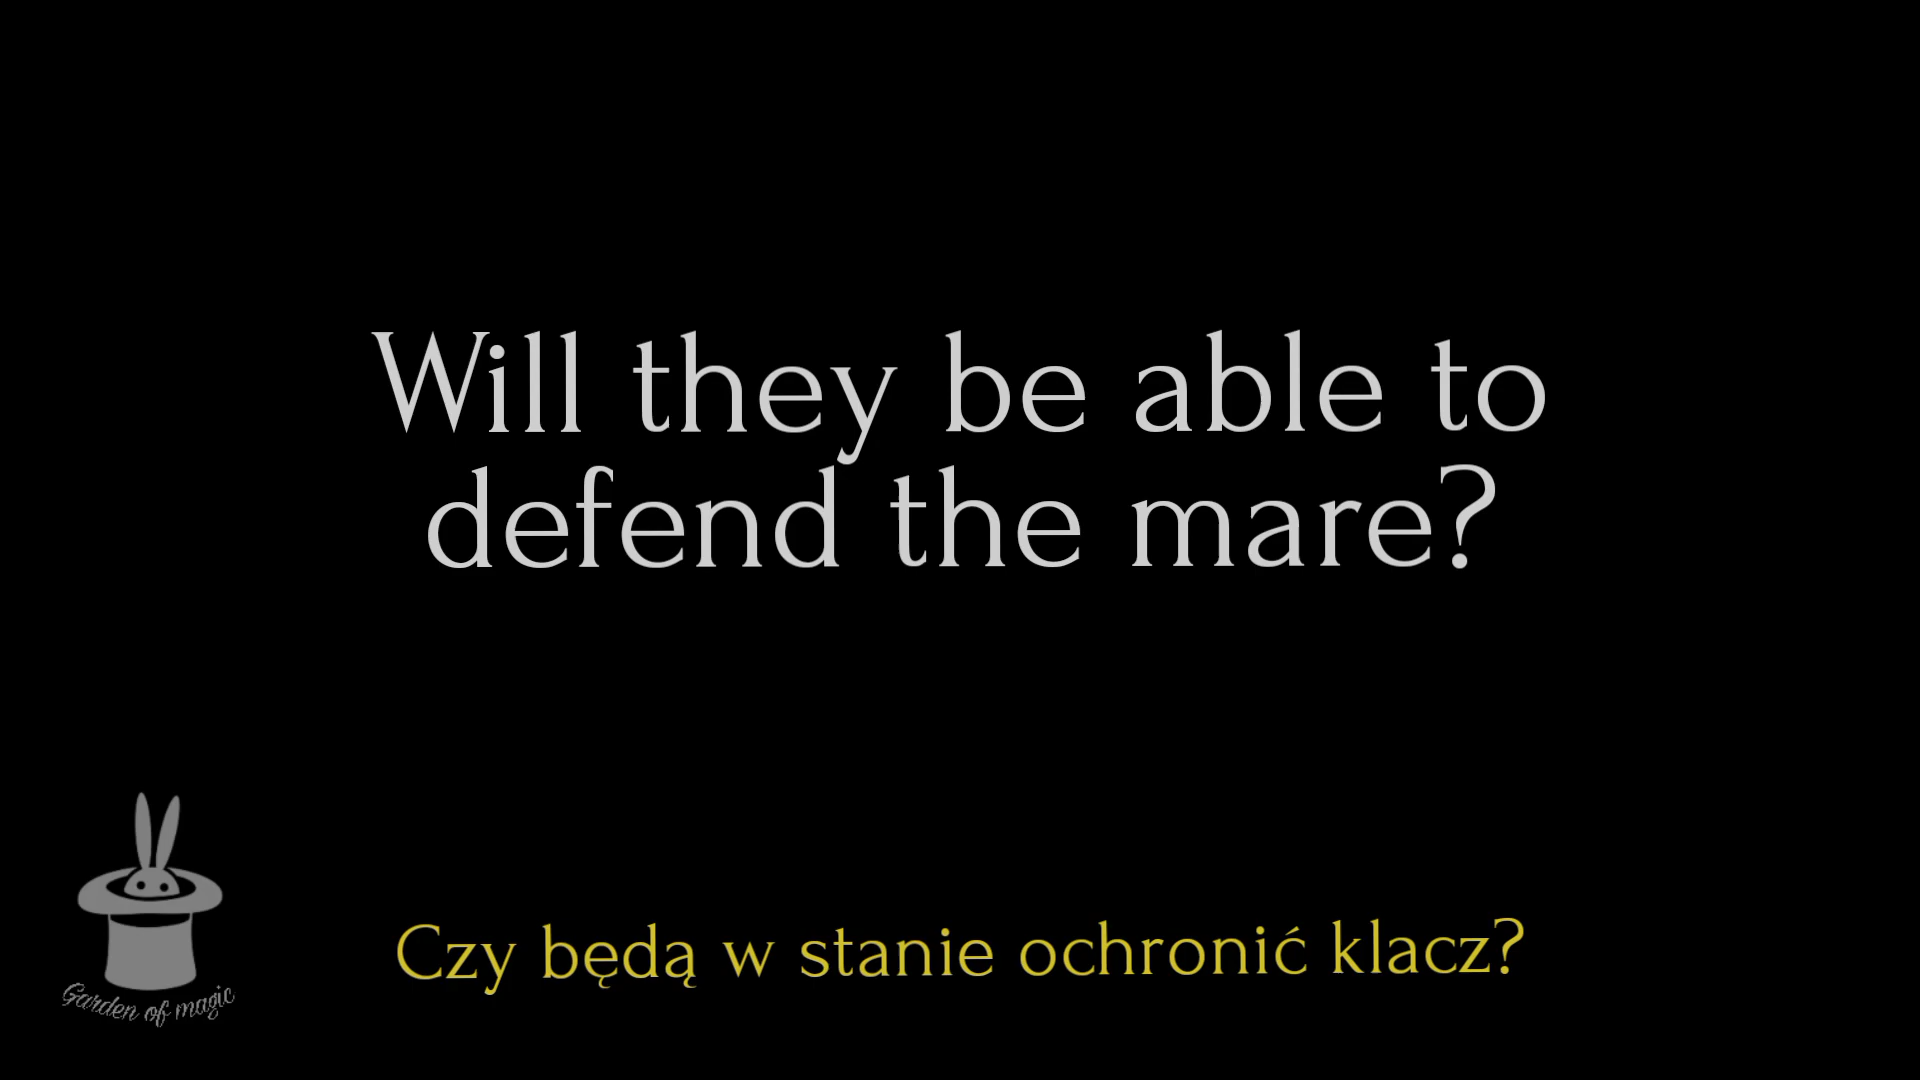 Will they be able to
defend the mare?
Garden of magic
Czy będą w stanie ochronić klacz?